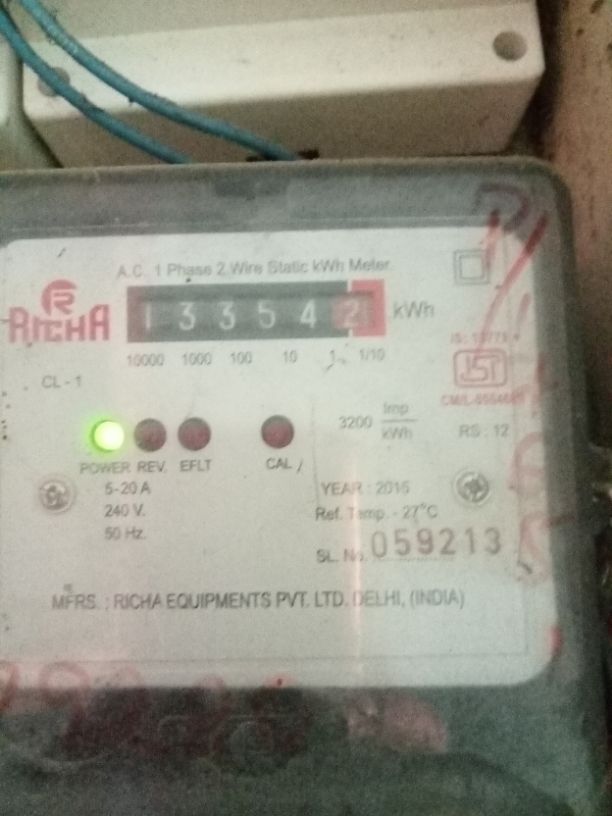 A.C. 1 Phase 2 Wire Static kWh Meter
RICHA
1 3 3 5 4 2 kWh
10000 1000 100 10 1 1/10
CL - 1
3200 Imp/kWh
RS : 12
POWER REV. EFLT CAL
5-20 A
240 V.
50 Hz.
Ref. Temp. - 27°C
SL. No. 059213
MFRS. : RICHA EQUIPMENTS PVT. LTD. DELHI, (INDIA)